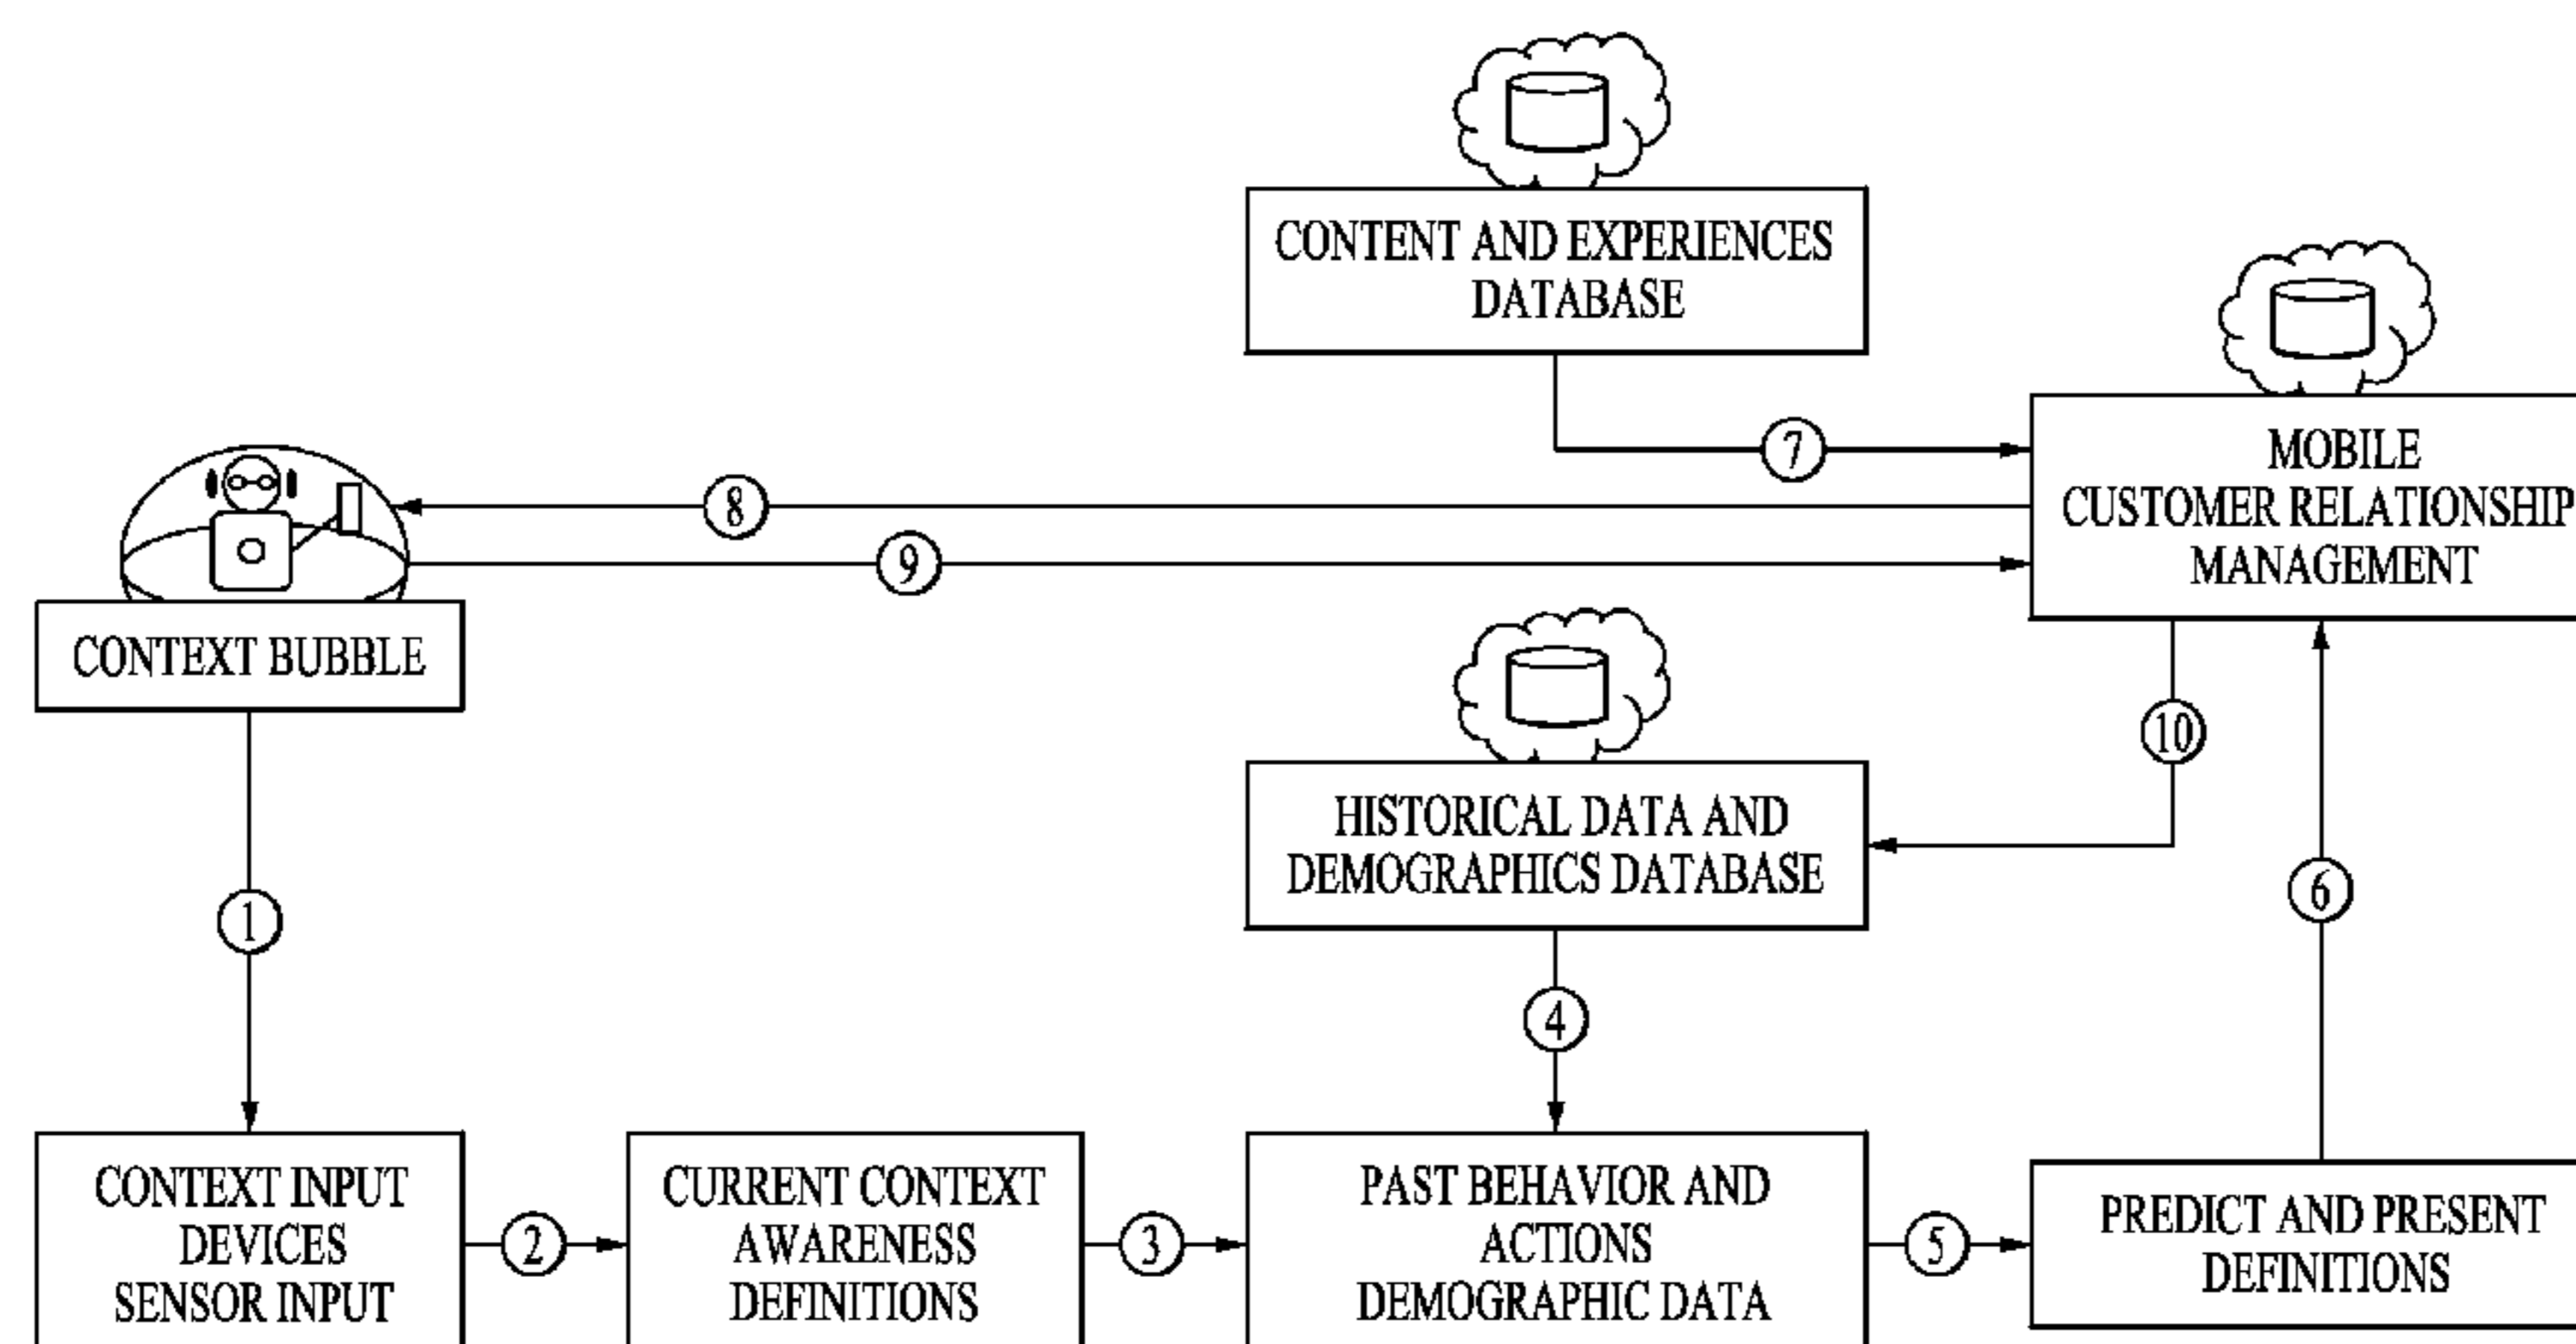 CONTENT AND EXPERIENCES
DATABASE
MOBILE
CUSTOMER RELATIONSHIP
MANAGEMENT
7
8
9
CONTEXT BUBBLE
10
HISTORICAL DATA AND
DEMOGRAPHICS DATABASE
6
1
4
CONTEXT INPUT
DEVICES
SENSOR INPUT
2
CURRENT CONTEXT
AWARENESS
DEFINITIONS
3
PAST BEHAVIOR AND
ACTIONS
DEMOGRAPHIC DATA
5
PREDICT AND PRESENT
DEFINITIONS